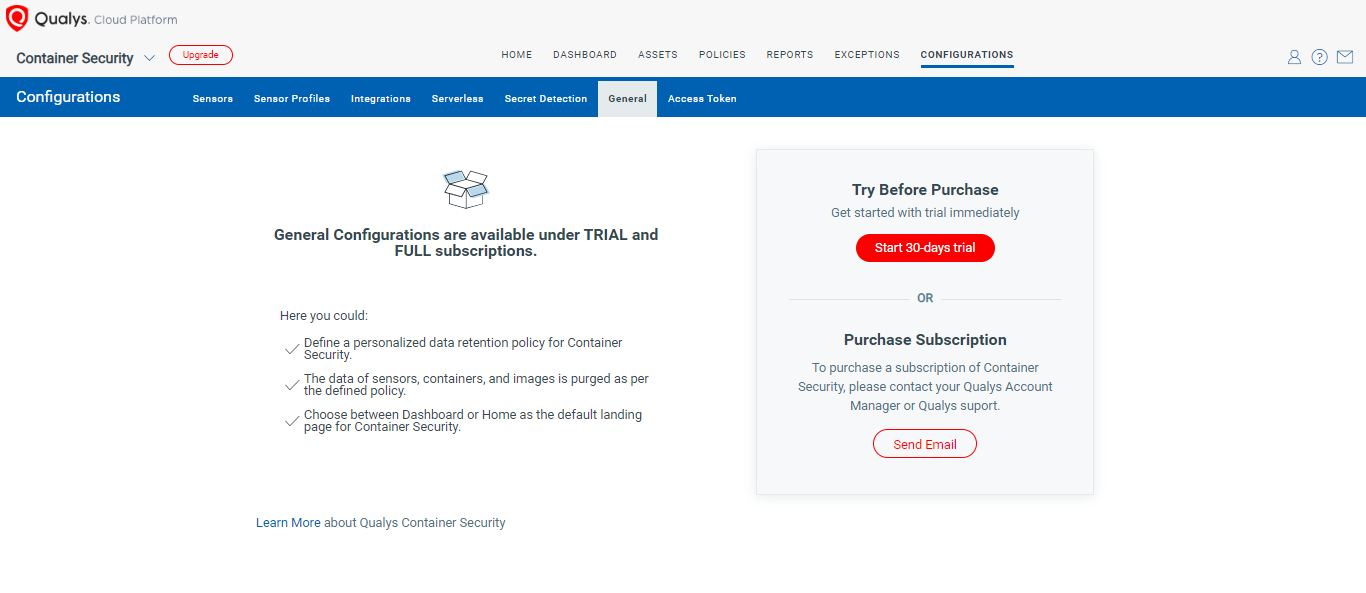 Qualys. Cloud Platform
Container Security
Upgrade
HOME DASHBOARD ASSETS POLICIES REPORTS EXCEPTIONS CONFIGURATIONS
?
Configurations
Sensors Sensor Profiles Integrations Serverless Secret Detection General Access Token
General Configurations are available under TRIAL and
FULL subscriptions.
Here you could:
Define a personalized data retention policy for Container
Security.
The data of sensors, containers, and images is purged as per
the defined policy.
Choose between Dashboard or Home as the default landing
page for Container Security.
Learn More about Qualys Container Security
Try Before Purchase
Get started with trial immediately
Start 30-days trial
OR
Purchase Subscription
To purchase a subscription of Container
Security, please contact your Qualys Account
Manager or Qualys suport.
Send Email